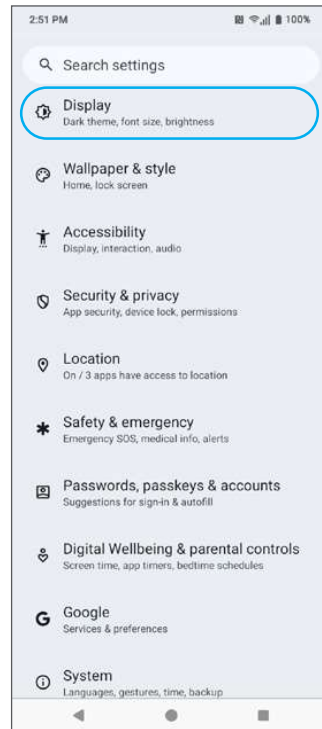 2:51 PM 100%
Search settings
Display
Dark theme, font size, brightness
Wallpaper & style
Home, lock screen
Accessibility
Display, interaction, audio
Security & privacy
App security, device lock, permissions
Location
On / 3 apps have access to location
Safety & emergency
Emergency SOS, medical info, alerts
Passwords, passkeys & accounts
Suggestions for sign-in & autofill
Digital Wellbeing & parental controls
Screen time, app timers, bedtime schedules
Google
Services & preferences
System
Languages, gestures, time, backup